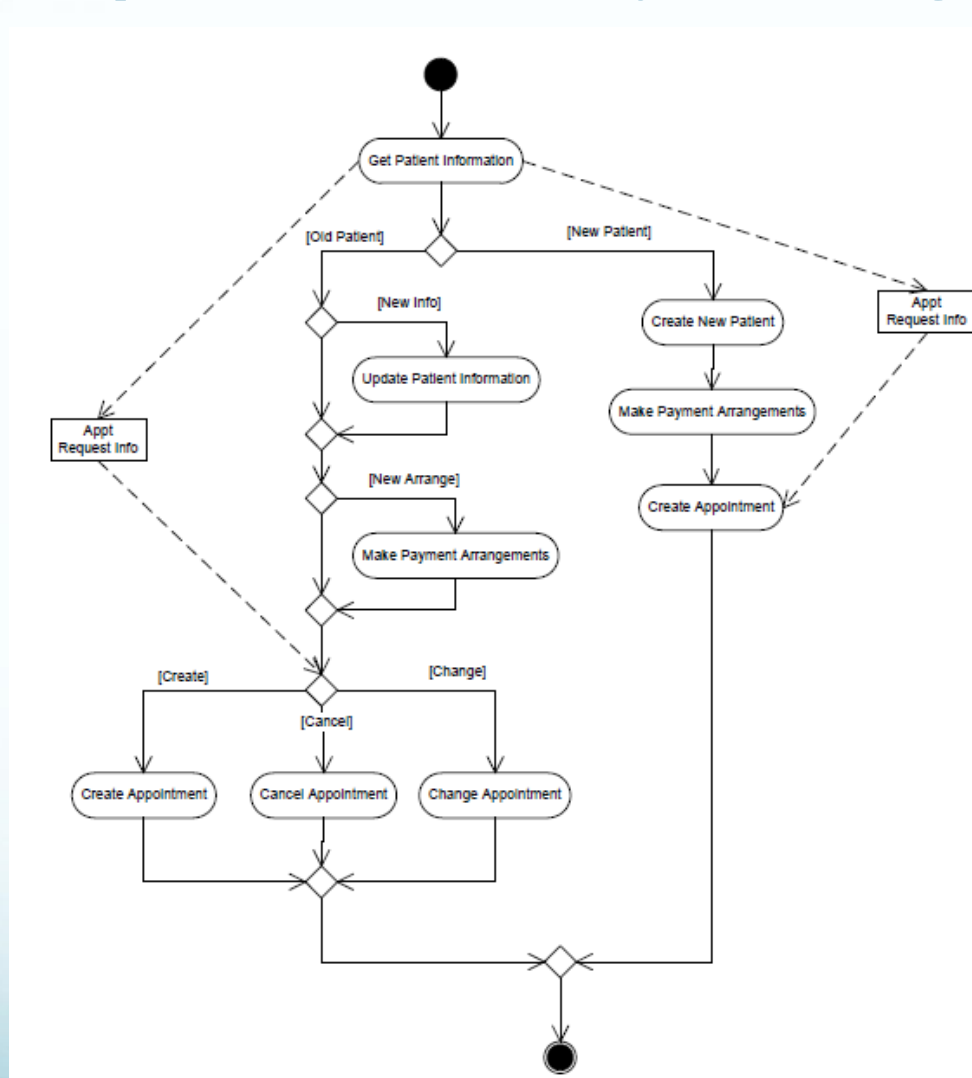 Get Patient Information
[Old Patient]
[New Patient]
[New Info]
Create New Patient
Appt
Request Info
Update Patient Information
Make Payment Arrangements
Appt
Request Info
[New Arrange]
Create Appointment
Make Payment Arrangements
[Create]
[Change]
[Cancel]
Create Appointment
Cancel Appointment
Change Appointment